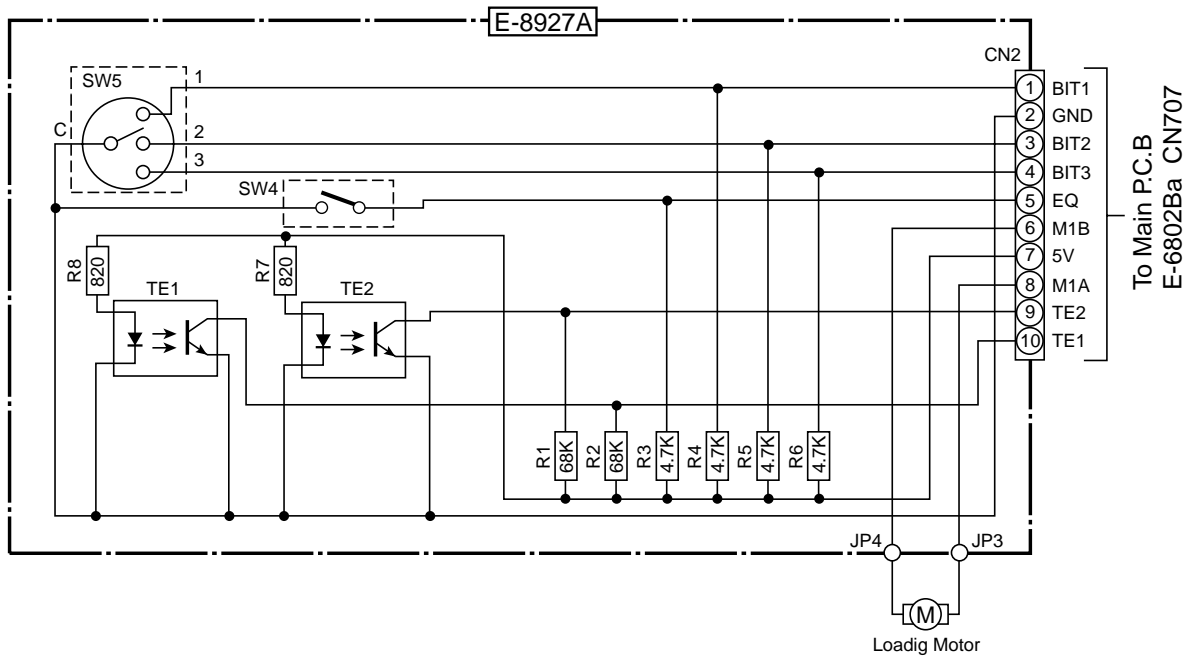 E-8927A
CN2
SW5
C
1
2
3
SW4
1 BIT1
2 GND
3 BIT2
4 BIT3
5 EQ
6 M1B
7 5V
8 M1A
9 TE2
10 TE1
To Main P.C.B
E-6802Ba CN707
R8
820
R7
820
TE1
TE2
R1
68K
R2
68K
R3
4.7K
R4
4.7K
R5
4.7K
R6
4.7K
JP4
JP3
M
Loadig Motor